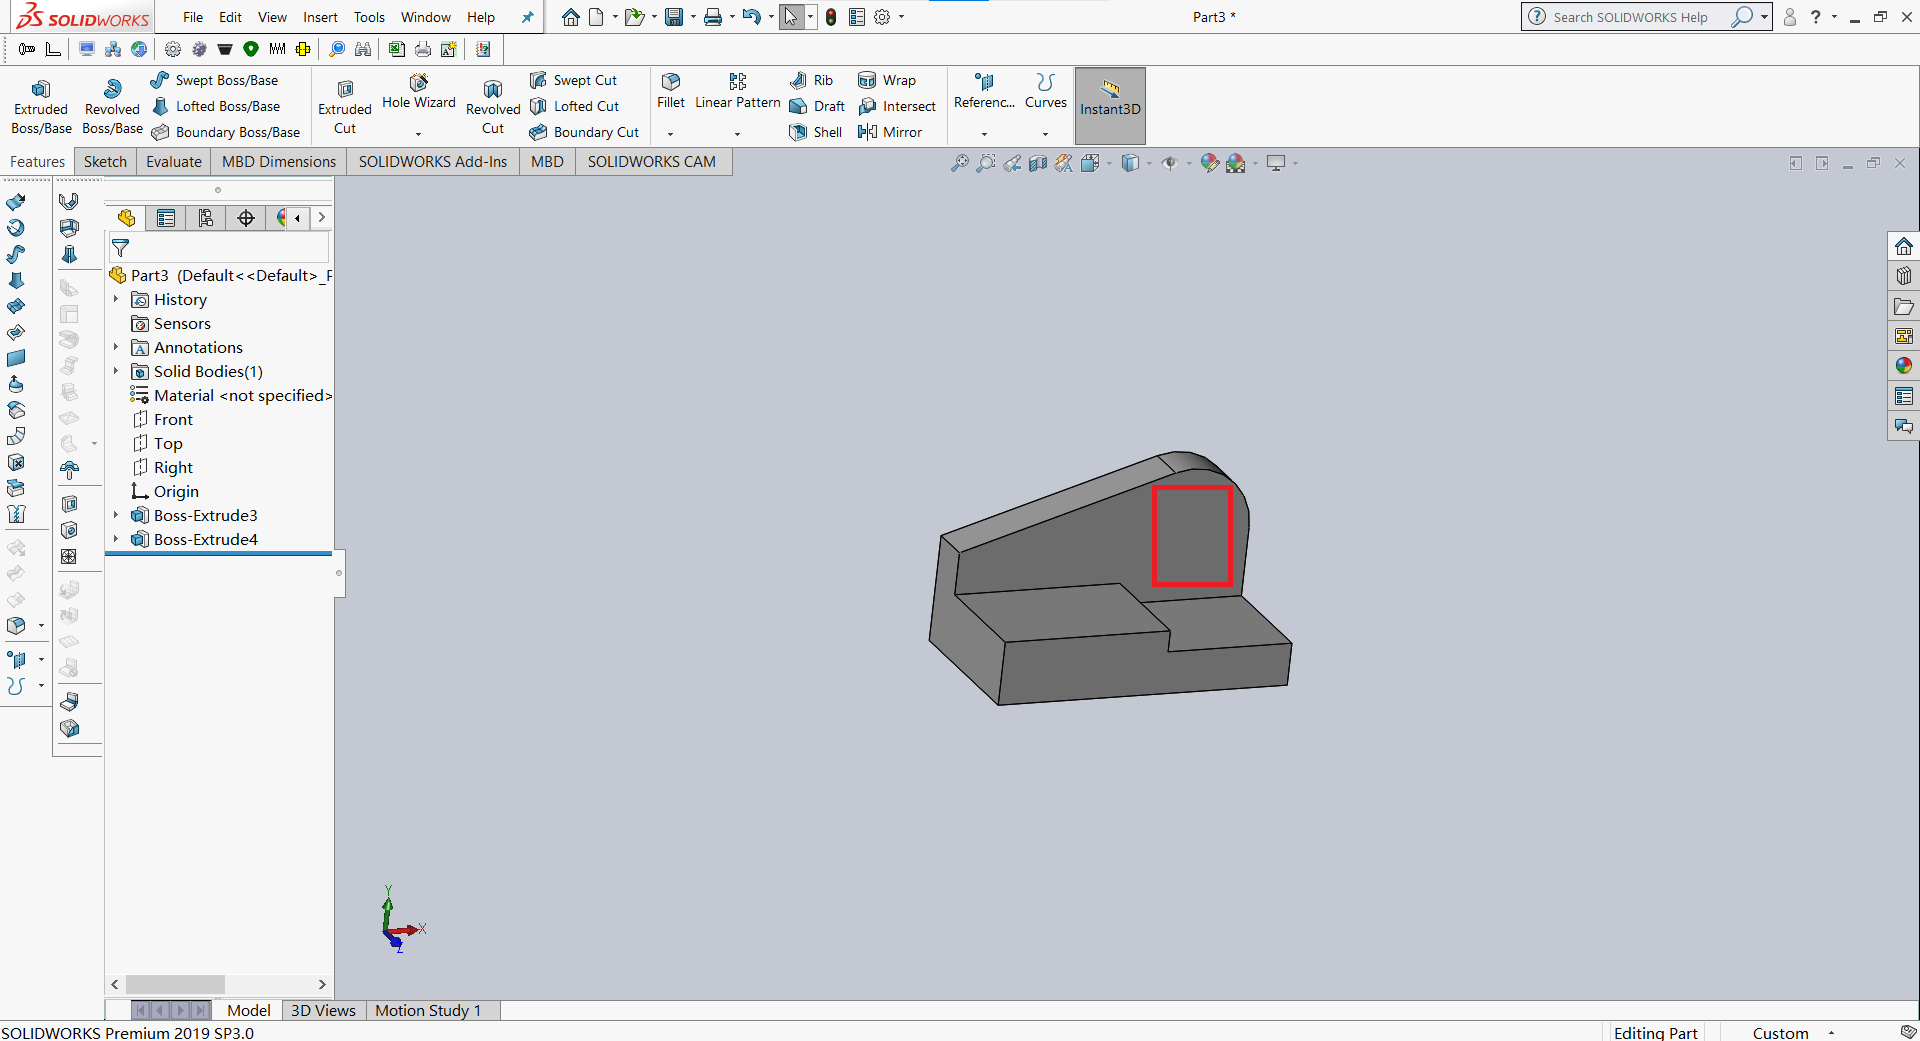 SOLIDWORKS
File Edit View Insert Tools Window Help
Part3 *
Search SOLIDWORKS Help
Extruded Boss/Base
Revolved Boss/Base
Swept Boss/Base
Lofted Boss/Base
Boundary Boss/Base
Extruded Cut
Hole Wizard
Revolved Cut
Swept Cut
Lofted Cut
Boundary Cut
Fillet
Linear Pattern
Rib
Draft
Shell
Wrap
Intersect
Mirror
Referenc...
Curves
Instant3D
Features Sketch Evaluate MBD Dimensions SOLIDWORKS Add-Ins MBD SOLIDWORKS CAM
Part3 (Default<<Default>_
History
Sensors
Annotations
Solid Bodies(1)
Material <not specified>
Front
Top
Right
Origin
Boss-Extrude3
Boss-Extrude4
Y
X
Z
Model 3D Views Motion Study 1
SOLIDWORKS Premium 2019 SP3.0
Editing Part
Custom